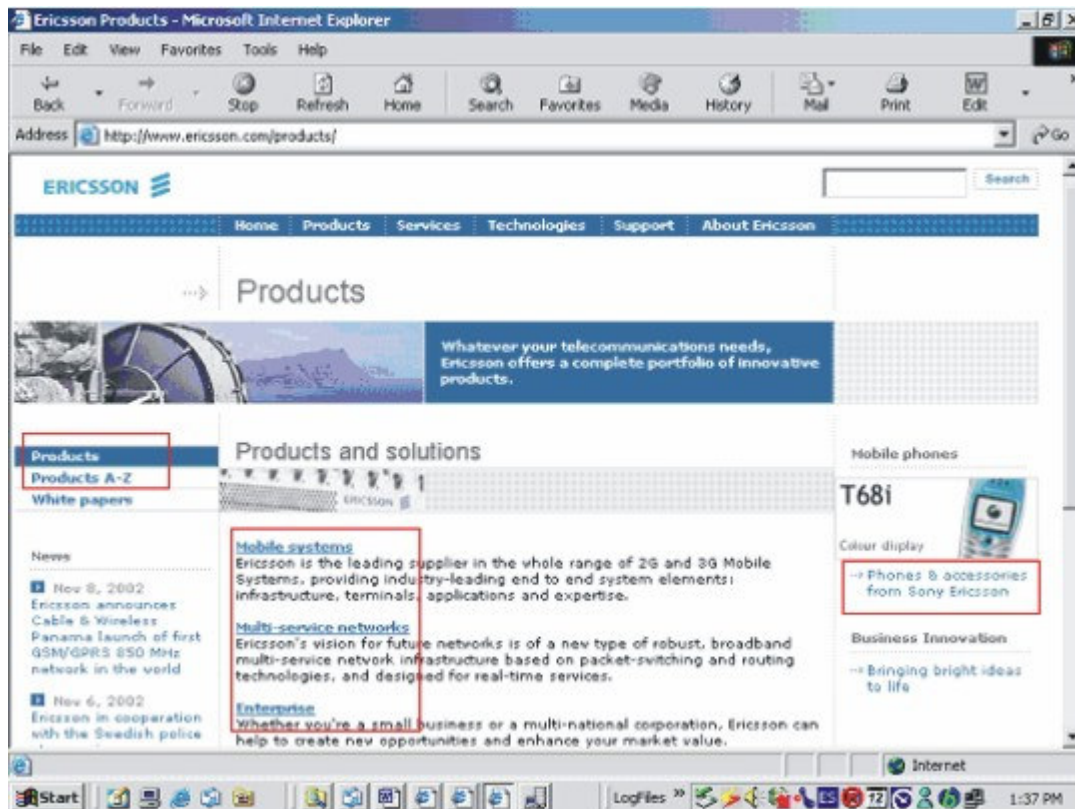 Ericsson Products - Microsoft Internet Explorer
File Edit View Favorites Tools Help
Back Forward Stop Refresh Home Search Favorites Media History Mail Print Edit
Address http://www.ericsson.com/products/ Go
ERICSSON
Search
Home Products Services Technologies Support About Ericsson
Products
Whatever your telecommunications needs,
Ericsson offers a complete portfolio of innovative
products.
Products
Products A-Z
White papers
News
Nov 8, 2002
Ericsson announces
Cable & Wireless
Panama launch of first
GSM/GPRS 850 MHz
network in the world
Nov 6, 2002
Ericsson in cooperation
with the Swedish police
Products and solutions
ERICSSON
Mobile systems
Ericsson is the leading supplier in the whole range of 2G and 3G Mobile
Systems, providing industry-leading end to end system elements:
infrastructure, terminals, applications and expertise.
Multi-service networks
Ericsson's vision for future networks is of a new type of robust, broadband
multi-service network infrastructure based on packet-switching and routing
technologies, and designed for real-time services.
Enterprise
Whether you're a small business or a multi-national corporation, Ericsson can
help to create new opportunities and enhance your market value.
Mobile phones
T68i
Colour display
Phones & accessories
from Sony Ericsson
Business Innovation
Bringing bright ideas
to life
Internet
Start LogFiles » ES 72 1:37 PM